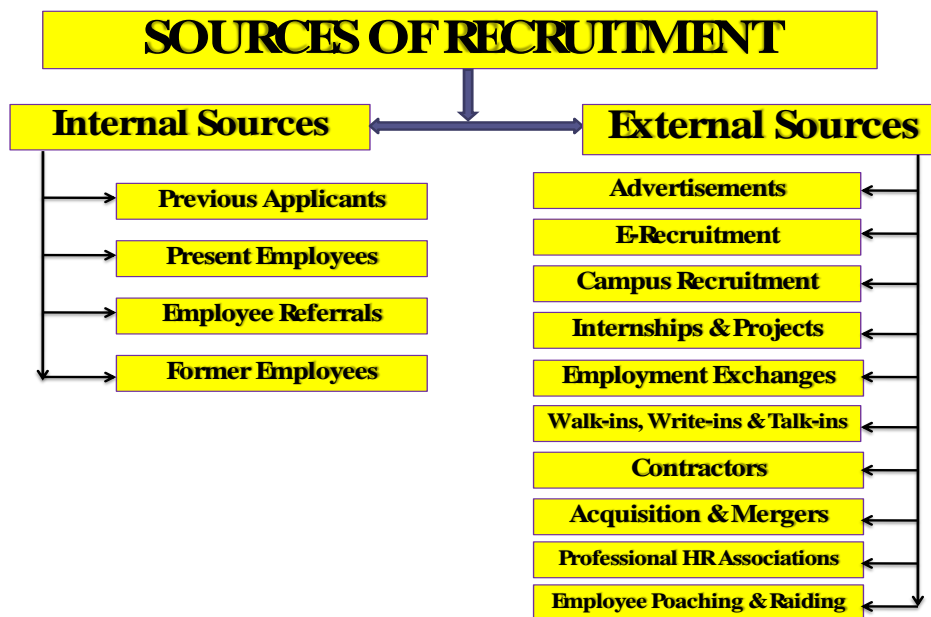 SOURCES OF RECRUITMENT
Internal Sources
Previous Applicants
Present Employees
Employee Referrals
Former Employees
External Sources
Advertisements
E-Recruitment
Campus Recruitment
Internships & Projects
Employment Exchanges
Walk-ins, Write-ins & Talk-ins
Contractors
Acquisition & Mergers
Professional HR Associations
Employee Poaching & Raiding